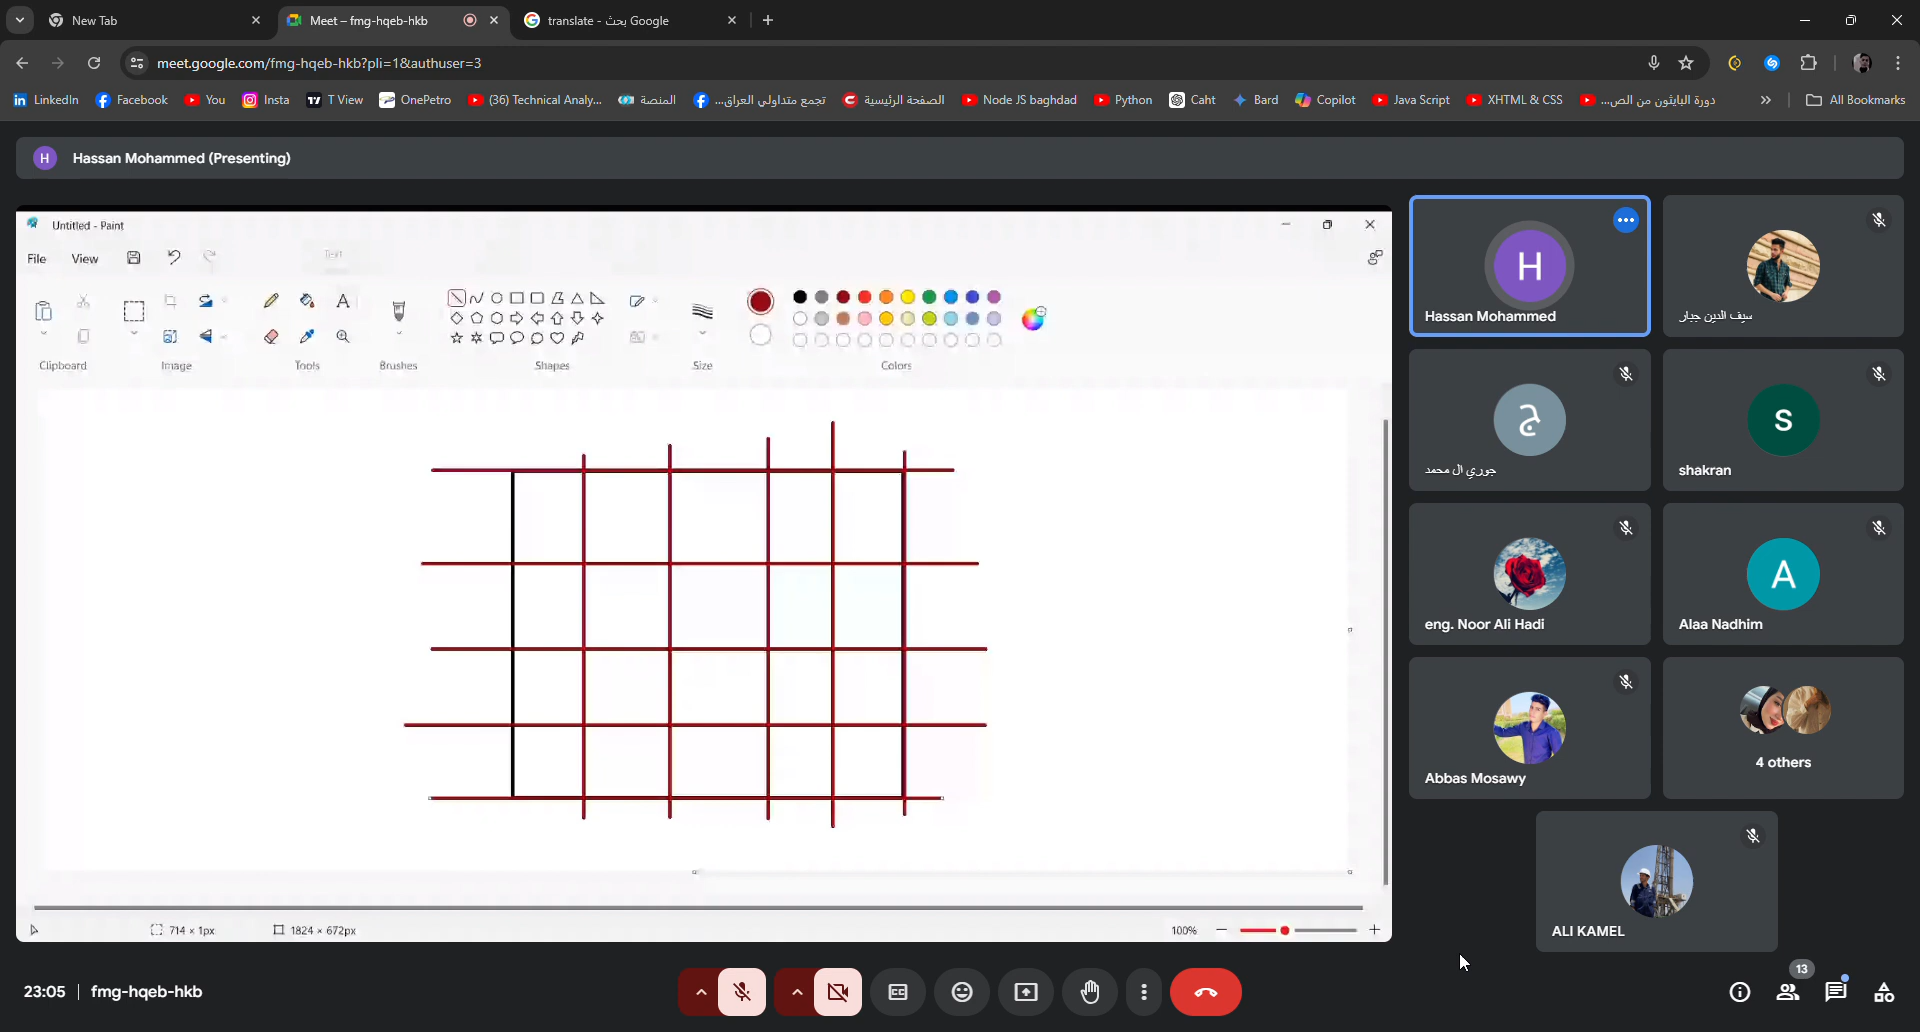 New Tab
Meet – fmg-hqeb-hkb
translate - بحث Google
meet.google.com/fmg-hqeb-hkb?pli=1&authuser=3
LinkedIn
Facebook
You
Insta
T View
OnePetro
(36) Technical Analy...
المنصة
تجمع متداولي العراق...
الصفحة الرئيسية
Node JS baghdad
Python
Caht
Bard
Copilot
Java Script
XHTML & CSS
دورة البايثون من الص...
All Bookmarks
H
Hassan Mohammed (Presenting)
Untitled - Paint
File
View
Text
A
Clipboard
Image
Tools
Brushes
Shapes
Size
Colors
714 × 1px
1824 × 672px
100%
H
Hassan Mohammed
سيف الدين جبار
ج
جوري ال محمد
s
shakran
eng. Noor Ali Hadi
A
Alaa Nadhim
Abbas Mosawy
4 others
ALI KAMEL
23:05
fmg-hqeb-hkb
13